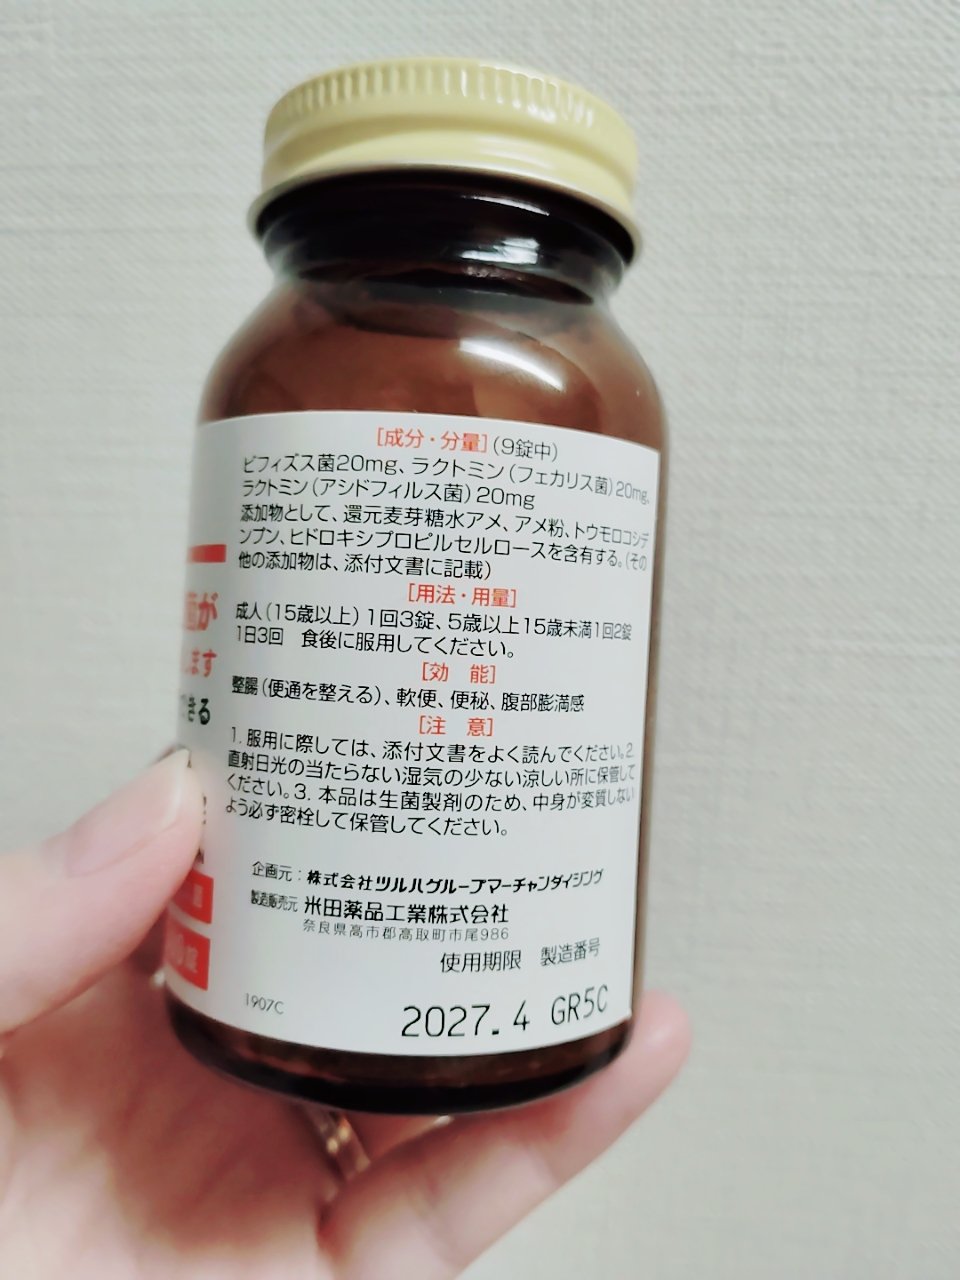 [成分・分量](9錠中)
ビフィズス菌20mg、ラクトミン(フェカリス菌)20mg、
ラクトミン(アシドフィルス菌)20mg
添加物として、還元麦芽糖水アメ、アメ粉、トウモロコシデ
ンプン、ヒドロキシプロピルセルロースを含有する。(その
他の添加物は、添付文書に記載)
[用法・用量]
成人(15歳以上)1回3錠、5歳以上15歳未満1回2錠
1日3回 食後に服用してください。
[効 能]
整腸(便通を整える)、軟便、便秘、腹部膨満感
[注 意]
1. 服用に際しては、添付文書をよく読んでください。2.
直射日光の当たらない湿気の少ない涼しい所に保管して
ください。3. 本品は生菌製剤のため、中身が変質しない
よう必ず密栓して保管してください。
企画元:株式会社ツルハグループマーチャンダイジング
製造販売元 米田薬品工業株式会社
奈良県高市郡高取町市尾986
使用期限 製造番号
1907C
2027.4 GR5C
が
ます
きる
錠